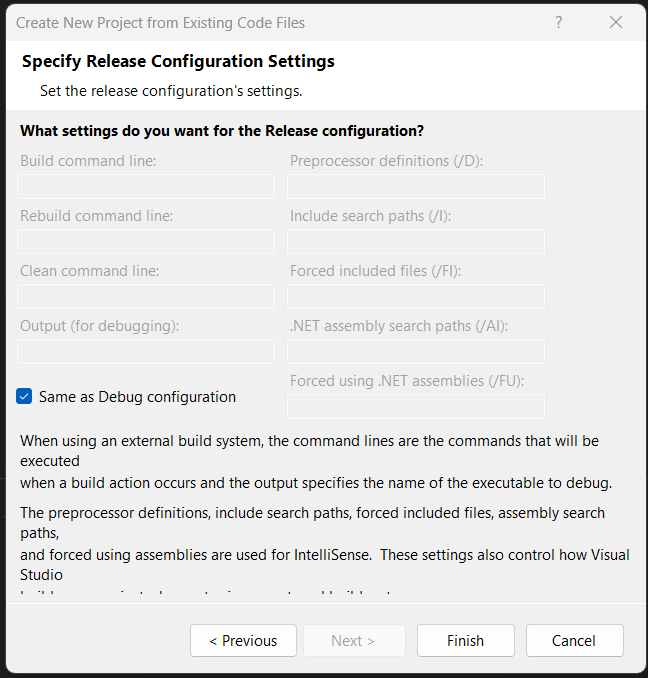 Create New Project from Existing Code Files
?
Specify Release Configuration Settings
Set the release configuration's settings.
What settings do you want for the Release configuration?
Build command line:
Preprocessor definitions (/D):
Rebuild command line:
Include search paths (/I):
Clean command line:
Forced included files (/FI):
Output (for debugging):
.NET assembly search paths (/AI):
Forced using .NET assemblies (/FU):
Same as Debug configuration
When using an external build system, the command lines are the commands that will be
executed
when a build action occurs and the output specifies the name of the executable to debug.
The preprocessor definitions, include search paths, forced included files, assembly search
paths,
and forced using assemblies are used for IntelliSense.  These settings also control how Visual
Studio
< Previous
Next >
Finish
Cancel